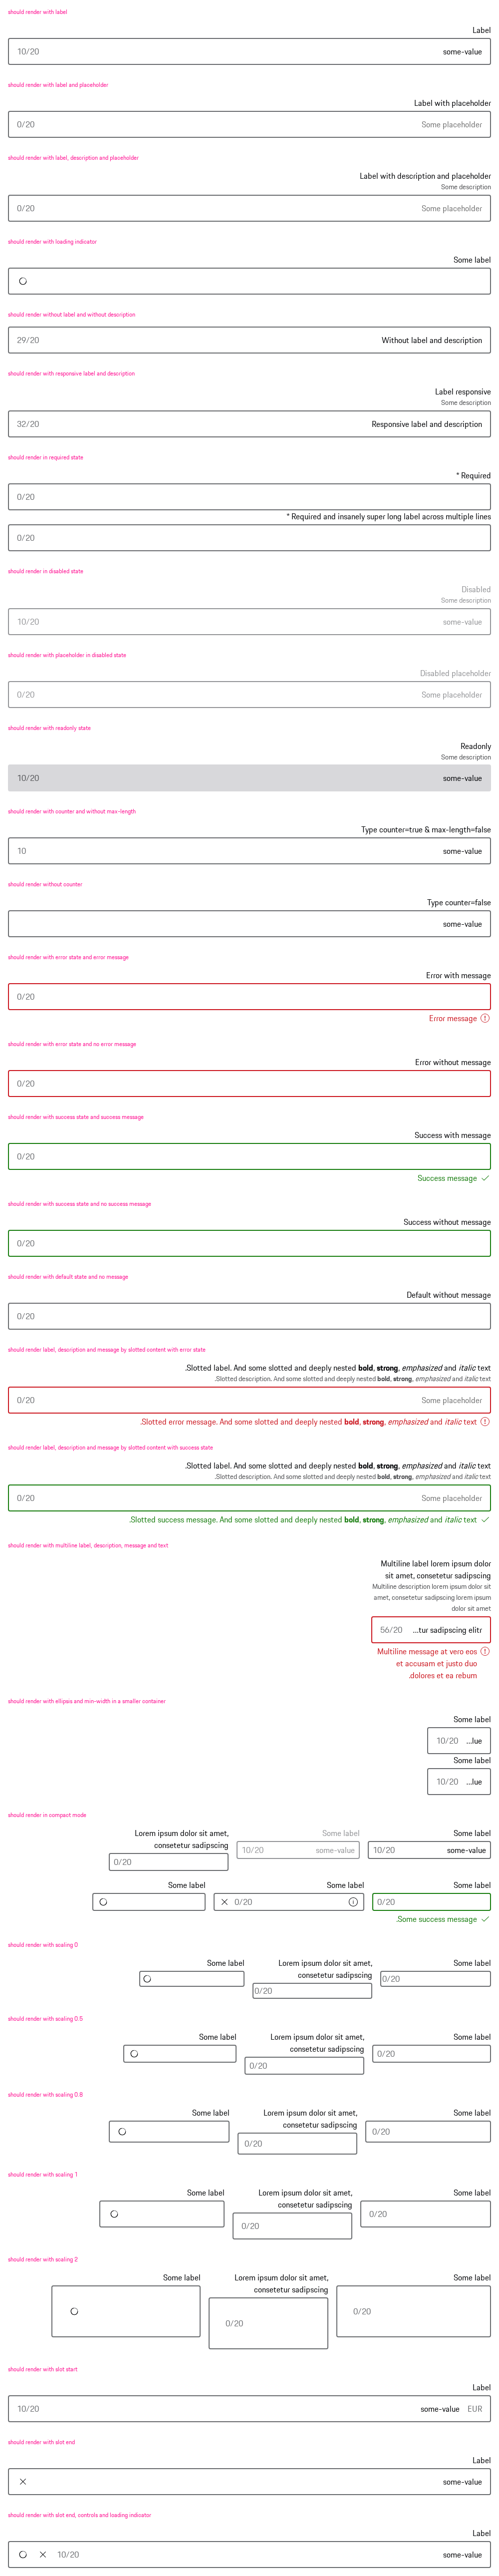 should render with label
Label
10/20 some-value
should render with label and placeholder
Label with placeholder
0/20 Some placeholder
should render with label, description and placeholder
Label with description and placeholder
Some description
0/20 Some placeholder
should render with loading indicator
Some label
should render without label and without description
29/20 Without label and description
should render with responsive label and description
Label responsive
Some description
32/20 Responsive label and description
should render in required state
* Required
0/20
* Required and insanely super long label across multiple lines
0/20
should render in disabled state
Disabled
Some description
10/20 some-value
should render with placeholder in disabled state
Disabled placeholder
0/20 Some placeholder
should render with readonly state
Readonly
Some description
10/20 some-value
should render with counter and without max-length
Type counter=true & max-length=false
10 some-value
should render without counter
Type counter=false
some-value
should render with error state and error message
Error with message
0/20
Error message
should render with error state and no error message
Error without message
0/20
should render with success state and success message
Success with message
0/20
Success message
should render with success state and no success message
Success without message
0/20
should render with default state and no message
Default without message
0/20
should render label, description and message by slotted content with error state
.Slotted label. And some slotted and deeply nested bold, strong, emphasized and italic text
.Slotted description. And some slotted and deeply nested bold, strong, emphasized and italic text
0/20 Some placeholder
.Slotted error message. And some slotted and deeply nested bold, strong, emphasized and italic text
should render label, description and message by slotted content with success state
.Slotted label. And some slotted and deeply nested bold, strong, emphasized and italic text
.Slotted description. And some slotted and deeply nested bold, strong, emphasized and italic text
0/20 Some placeholder
.Slotted success message. And some slotted and deeply nested bold, strong, emphasized and italic text
should render with multiline label, description, message and text
Multiline label lorem ipsum dolor
sit amet, consetetur sadipscing
Multiline description lorem ipsum dolor sit
amet, consetetur sadipscing lorem ipsum
dolor sit amet
56/20 ...tur sadipscing elitr
Multiline message at vero eos
et accusam et justo duo
.dolores et ea rebum
should render with ellipsis and min-width in a smaller container
Some label
10/20 ...lue
Some label
10/20 ...lue
should render in compact mode
Lorem ipsum dolor sit amet, Some label Some label
consetetur sadipscing 10/20 some-value 10/20 some-value
0/20
Some label Some label Some label
0/20 0/20
.Some success message
should render with scaling 0
Some label Lorem ipsum dolor sit amet, Some label
consetetur sadipscing 0/20
0/20
should render with scaling 0.5
Some label Lorem ipsum dolor sit amet, Some label
consetetur sadipscing 0/20
0/20
should render with scaling 0.8
Some label Lorem ipsum dolor sit amet, Some label
consetetur sadipscing 0/20
0/20
should render with scaling 1
Some label Lorem ipsum dolor sit amet, Some label
consetetur sadipscing 0/20
0/20
should render with scaling 2
Some label Lorem ipsum dolor sit amet, Some label
consetetur sadipscing 0/20
0/20
should render with slot start
Label
10/20 some-value EUR
should render with slot end
Label
some-value
should render with slot end, controls and loading indicator
Label
10/20 some-value